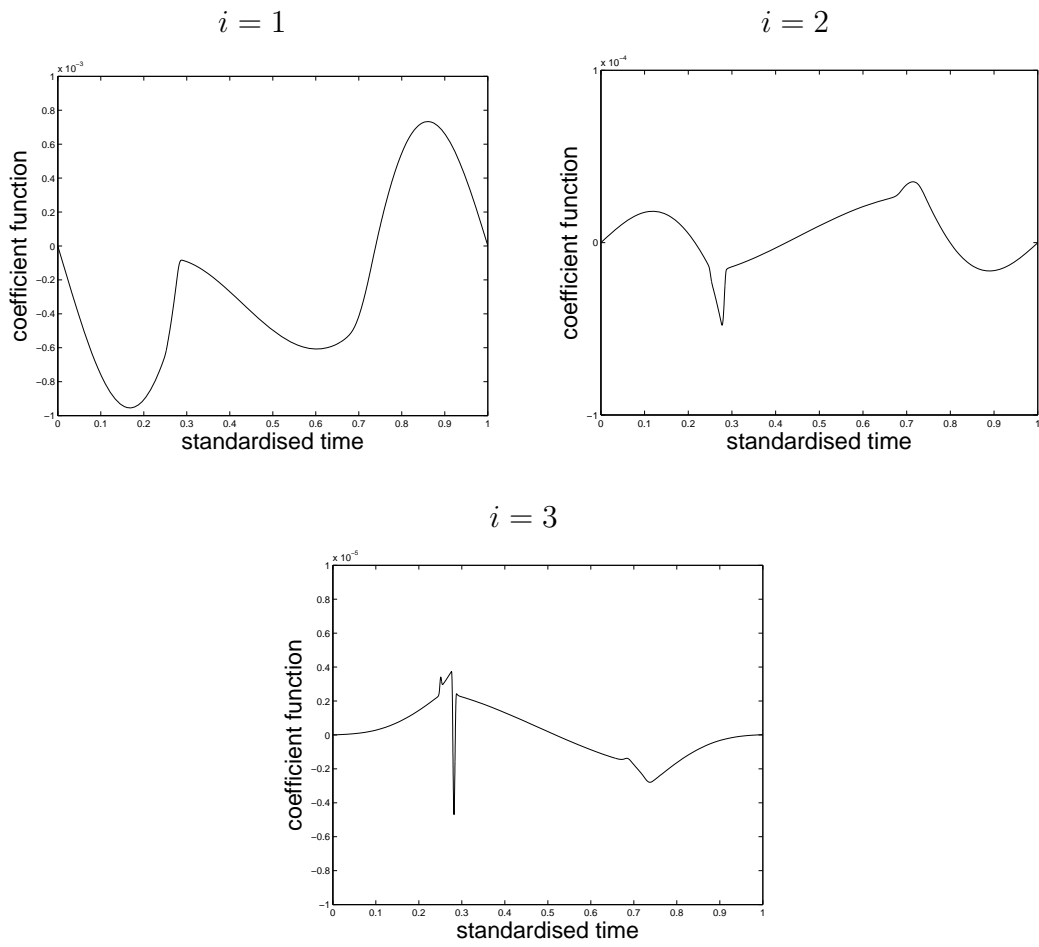 i = 1
x 10⁻³
1
0.8
0.6
0.4
0.2
0
−0.2
−0.4
−0.6
−0.8
−1
0 0.1 0.2 0.3 0.4 0.5 0.6 0.7 0.8 0.9 1
standardised time
coefficient function
i = 2
x 10⁻⁴
1
0
−1
0 0.1 0.2 0.3 0.4 0.5 0.6 0.7 0.8 0.9 1
standardised time
coefficient function
i = 3
x 10⁻⁵
1
0.8
0.6
0.4
0.2
0
−0.2
−0.4
−0.6
−0.8
−1
0 0.1 0.2 0.3 0.4 0.5 0.6 0.7 0.8 0.9 1
standardised time
coefficient function